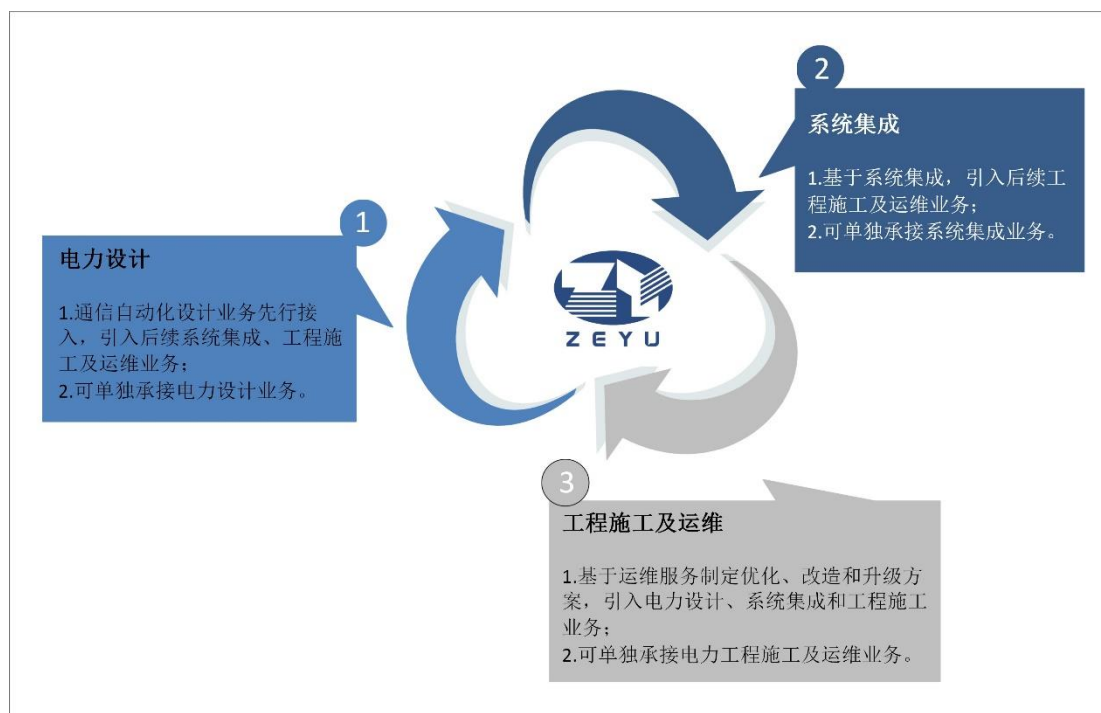 1
电力设计
1.通信自动化设计业务先行接
入，引入后续系统集成、工程施
工及运维业务；
2.可单独承接电力设计业务。
2
系统集成
1.基于系统集成，引入后续工
程施工及运维业务；
2.可单独承接系统集成业务。
ZEYU
3
工程施工及运维
1.基于运维服务制定优化、改造和升级方
案，引入电力设计、系统集成和工程施工
业务；
2.可单独承接电力工程施工及运维业务。